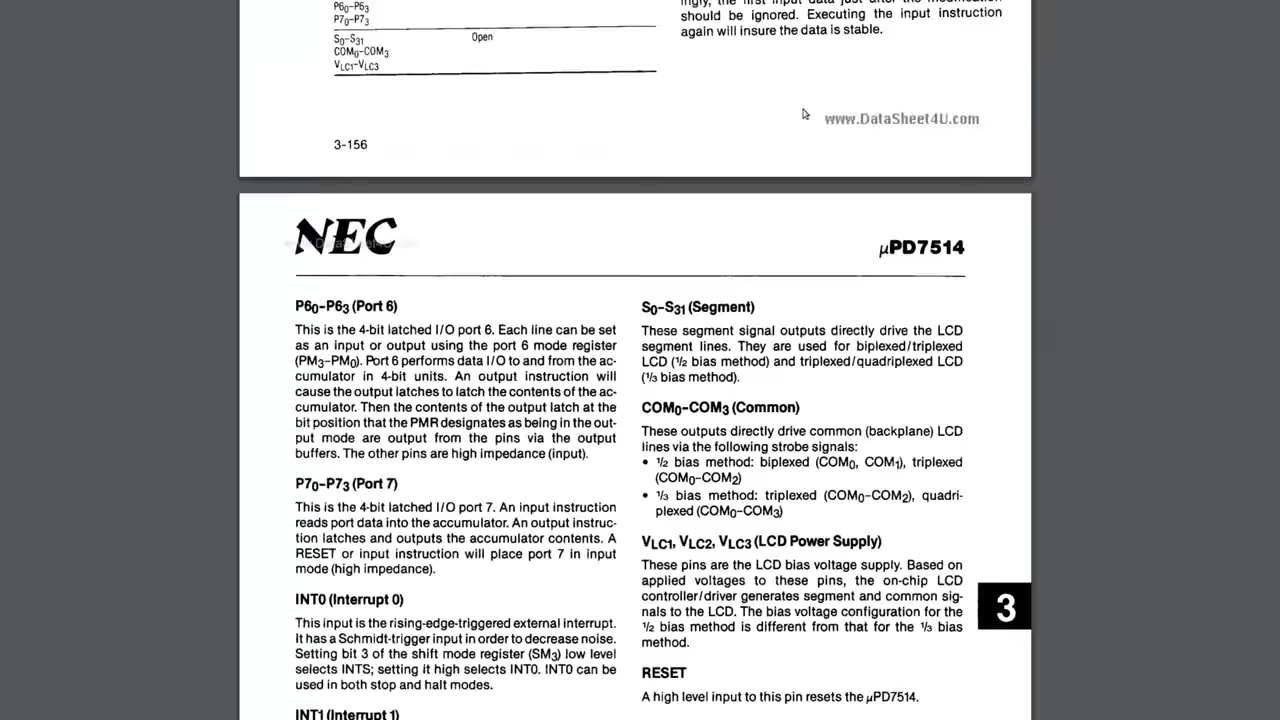 P60–P63
P70–P73
S0–S31 Open
COM0–COM3
VLC1–VLC3
should be ignored. Executing the input instruction
again will insure the data is stable.
www.DataSheet4U.com
3-156
NEC
µPD7514
P60–P63 (Port 6)
This is the 4-bit latched I/O port 6. Each line can be set
as an input or output using the port 6 mode register
(PM3–PM0). Port 6 performs data I/O to and from the ac-
cumulator in 4-bit units. An output instruction will
cause the output latches to latch the contents of the ac-
cumulator. Then the contents of the output latch at the
bit position that the PMR designates as being in the out-
put mode are output from the pins via the output
buffers. The other pins are high impedance (input).
P70–P73 (Port 7)
This is the 4-bit latched I/O port 7. An input instruction
reads port data into the accumulator. An output instruc-
tion latches and outputs the accumulator contents. A
RESET or input instruction will place port 7 in input
mode (high impedance).
INT0 (Interrupt 0)
This input is the rising-edge-triggered external interrupt.
It has a Schmidt-trigger input in order to decrease noise.
Setting bit 3 of the shift mode register (SM3) low level
selects INTS; setting it high selects INT0. INT0 can be
used in both stop and halt modes.
INT1 (Interrupt 1)
S0–S31 (Segment)
These segment signal outputs directly drive the LCD
segment lines. They are used for biplexed/triplexed
LCD (1/2 bias method) and triplexed/quadriplexed LCD
(1/3 bias method).
COM0–COM3 (Common)
These outputs directly drive common (backplane) LCD
lines via the following strobe signals:
• 1/2 bias method: biplexed (COM0, COM1), triplexed
(COM0–COM2)
• 1/3 bias method: triplexed (COM0–COM2), quadri-
plexed (COM0–COM3)
VLC1, VLC2, VLC3 (LCD Power Supply)
These pins are the LCD bias voltage supply. Based on
applied voltages to these pins, the on-chip LCD
controller/driver generates segment and common sig-
nals to the LCD. The bias voltage configuration for the
1/2 bias method is different from that for the 1/3 bias
method.
RESET
A high level input to this pin resets the µPD7514.
3